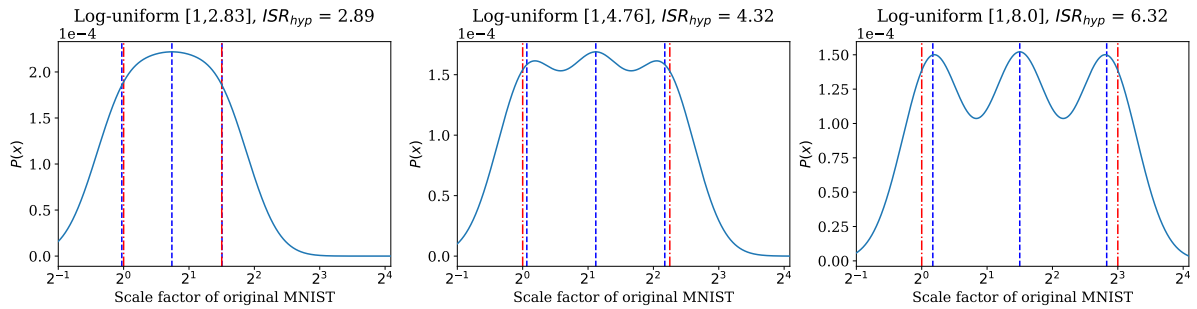 Log-uniform [1,2.83], ISR_hyp = 2.89
1e−4
2.0
1.5
1.0
0.5
0.0
P(x)
2^−1 2^0 2^1 2^2 2^3 2^4
Scale factor of original MNIST
Log-uniform [1,4.76], ISR_hyp = 4.32
1e−4
1.5
1.0
0.5
0.0
P(x)
2^−1 2^0 2^1 2^2 2^3 2^4
Scale factor of original MNIST
Log-uniform [1,8.0], ISR_hyp = 6.32
1e−4
1.50
1.25
1.00
0.75
0.50
0.25
0.00
P(x)
2^−1 2^0 2^1 2^2 2^3 2^4
Scale factor of original MNIST